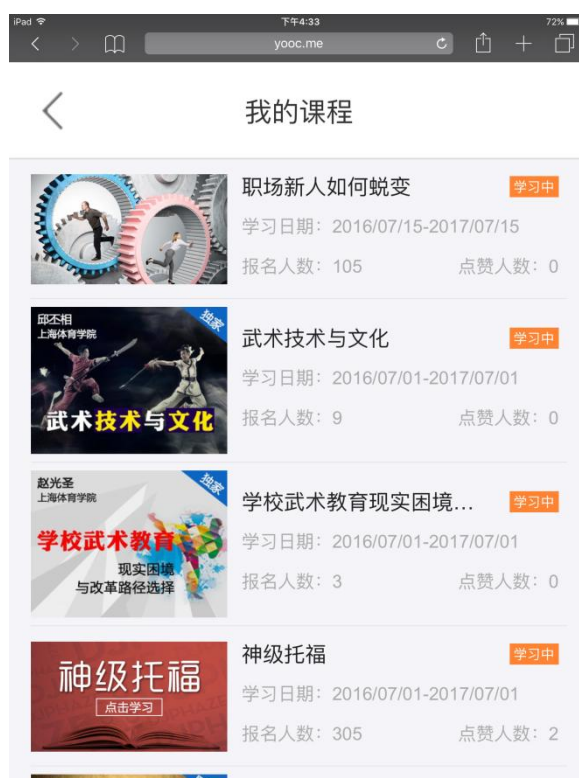 iPad 下午4:33 72%
yooc.me
我的课程
职场新人如何蜕变 学习中
学习日期：2016/07/15-2017/07/15
报名人数：105 点赞人数：0
邱丕相
上海体育学院
独家
武术技术与文化
武术技术与文化 学习中
学习日期：2016/07/01-2017/07/01
报名人数：9 点赞人数：0
赵光圣
上海体育学院
独家
学校武术教育
现实困境
与改革路径选择
学校武术教育现实困境... 学习中
学习日期：2016/07/01-2017/07/01
报名人数：3 点赞人数：0
神级托福
点击学习
神级托福 学习中
学习日期：2016/07/01-2017/07/01
报名人数：305 点赞人数：2